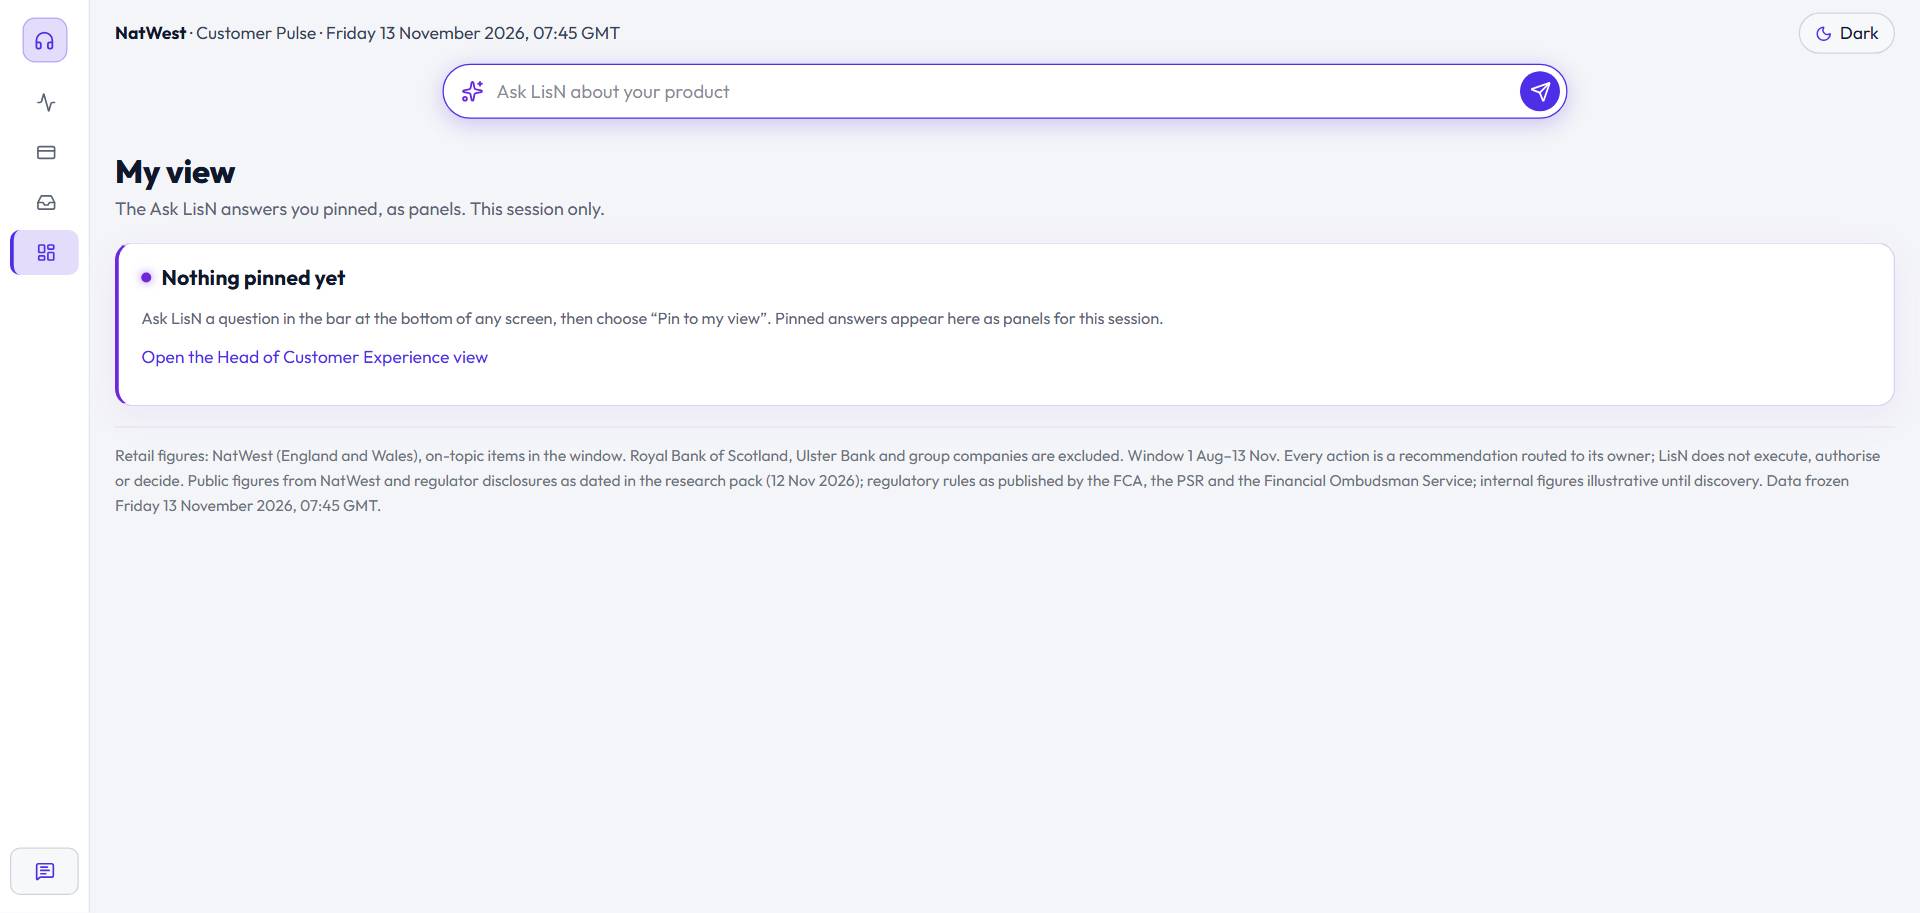 NatWest · Customer Pulse · Friday 13 November 2026, 07:45 GMT
Dark
Ask LisN about your product
My view
The Ask LisN answers you pinned, as panels. This session only.
Nothing pinned yet
Ask LisN a question in the bar at the bottom of any screen, then choose “Pin to my view”. Pinned answers appear here as panels for this session.
Open the Head of Customer Experience view
Retail figures: NatWest (England and Wales), on-topic items in the window. Royal Bank of Scotland, Ulster Bank and group companies are excluded. Window 1 Aug–13 Nov. Every action is a recommendation routed to its owner; LisN does not execute, authorise
or decide. Public figures from NatWest and regulator disclosures as dated in the research pack (12 Nov 2026); regulatory rules as published by the FCA, the PSR and the Financial Ombudsman Service; internal figures illustrative until discovery. Data frozen
Friday 13 November 2026, 07:45 GMT.